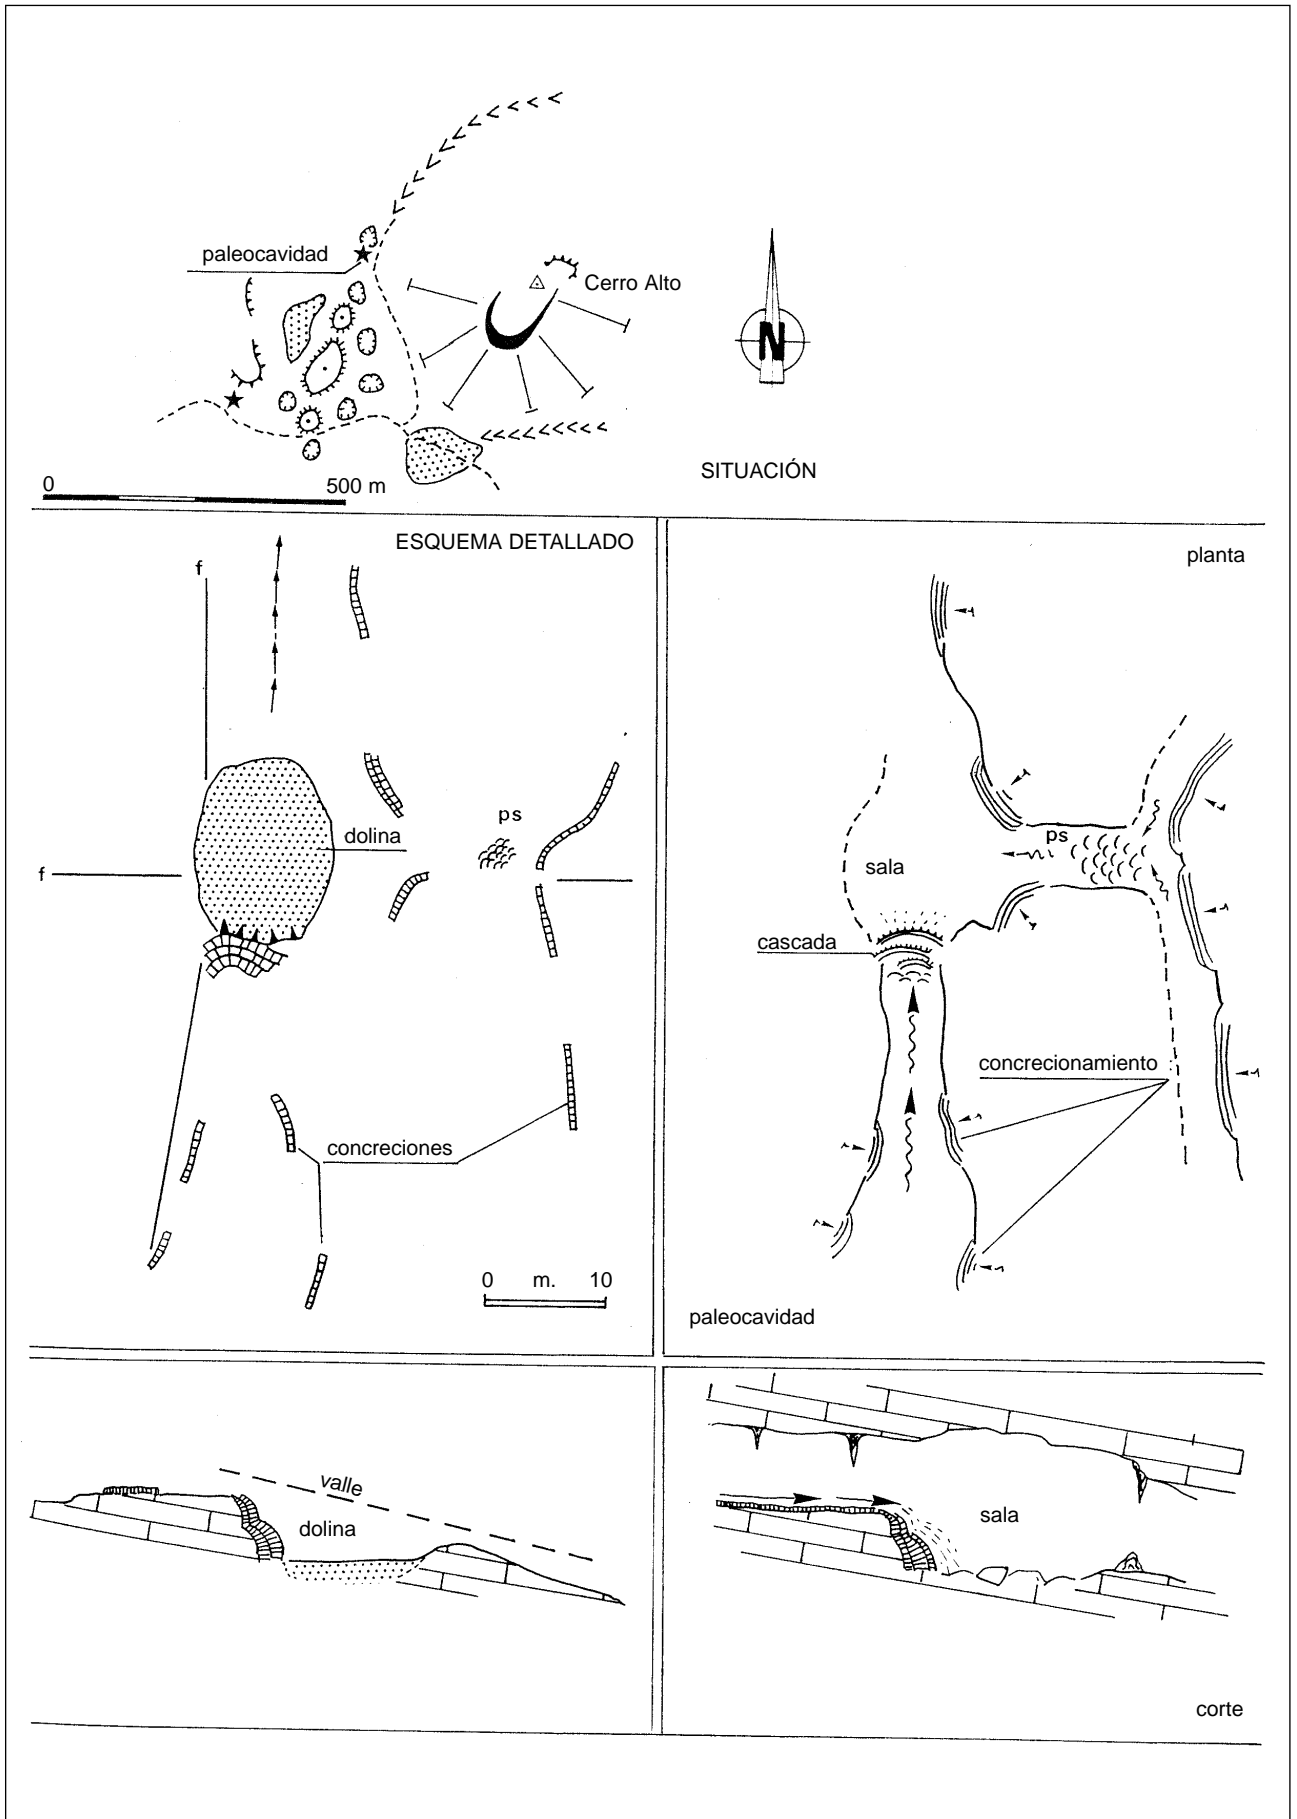 paleocavidad
Cerro Alto
N
SITUACIÓN
0 500 m
ESQUEMA DETALLADO
f
dolina
ps
f
concreciones
0 m. 10
planta
ps
sala
cascada
concrecionamiento
paleocavidad
valle
dolina
sala
corte